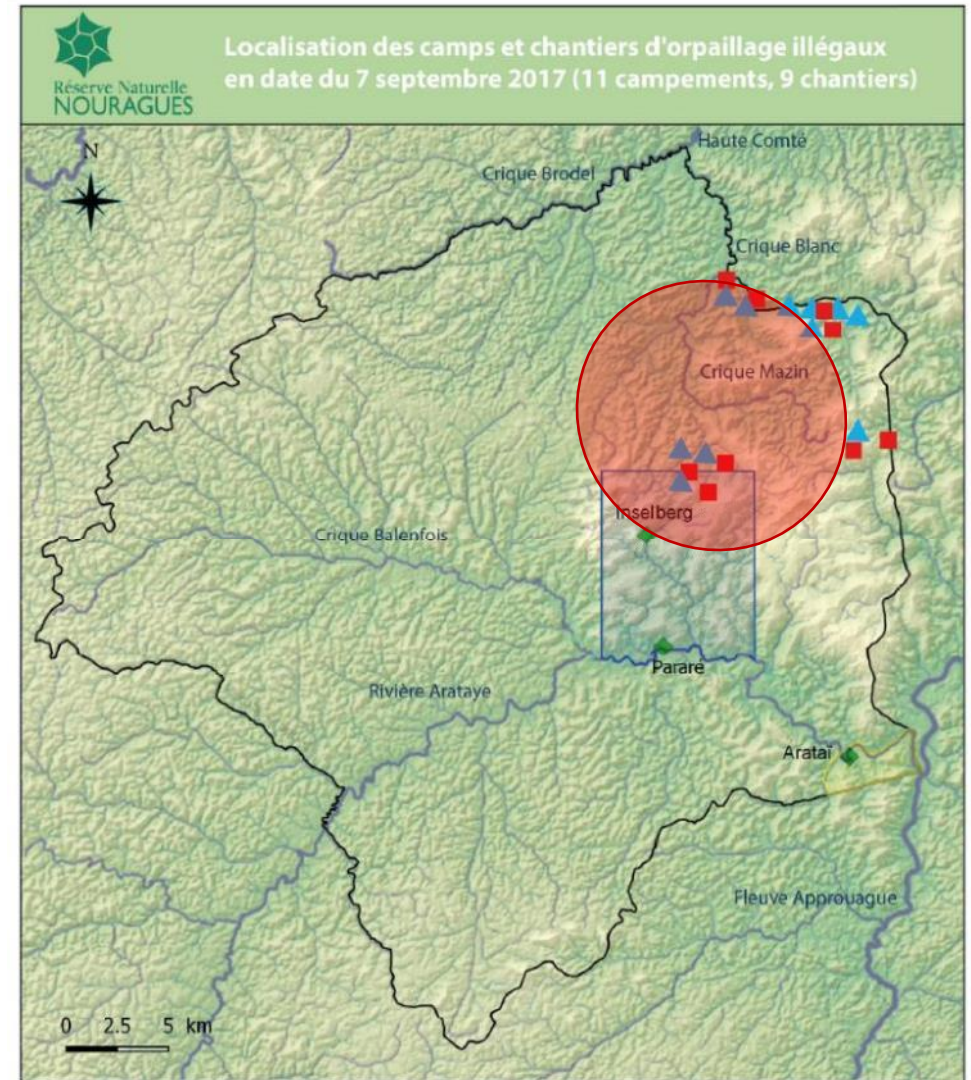 Localisation des camps et chantiers d'orpaillage illégaux
en date du 7 septembre 2017 (11 campements, 9 chantiers)
Réserve Naturelle
NOURAGUES
N
Haute Comté
Crique Brodel
Crique Blanc
Crique Mazin
Inselberg
Crique Balenfois
Pararé
Rivière Arataye
Arataï
Fleuve Approuague
0 2.5 5 km